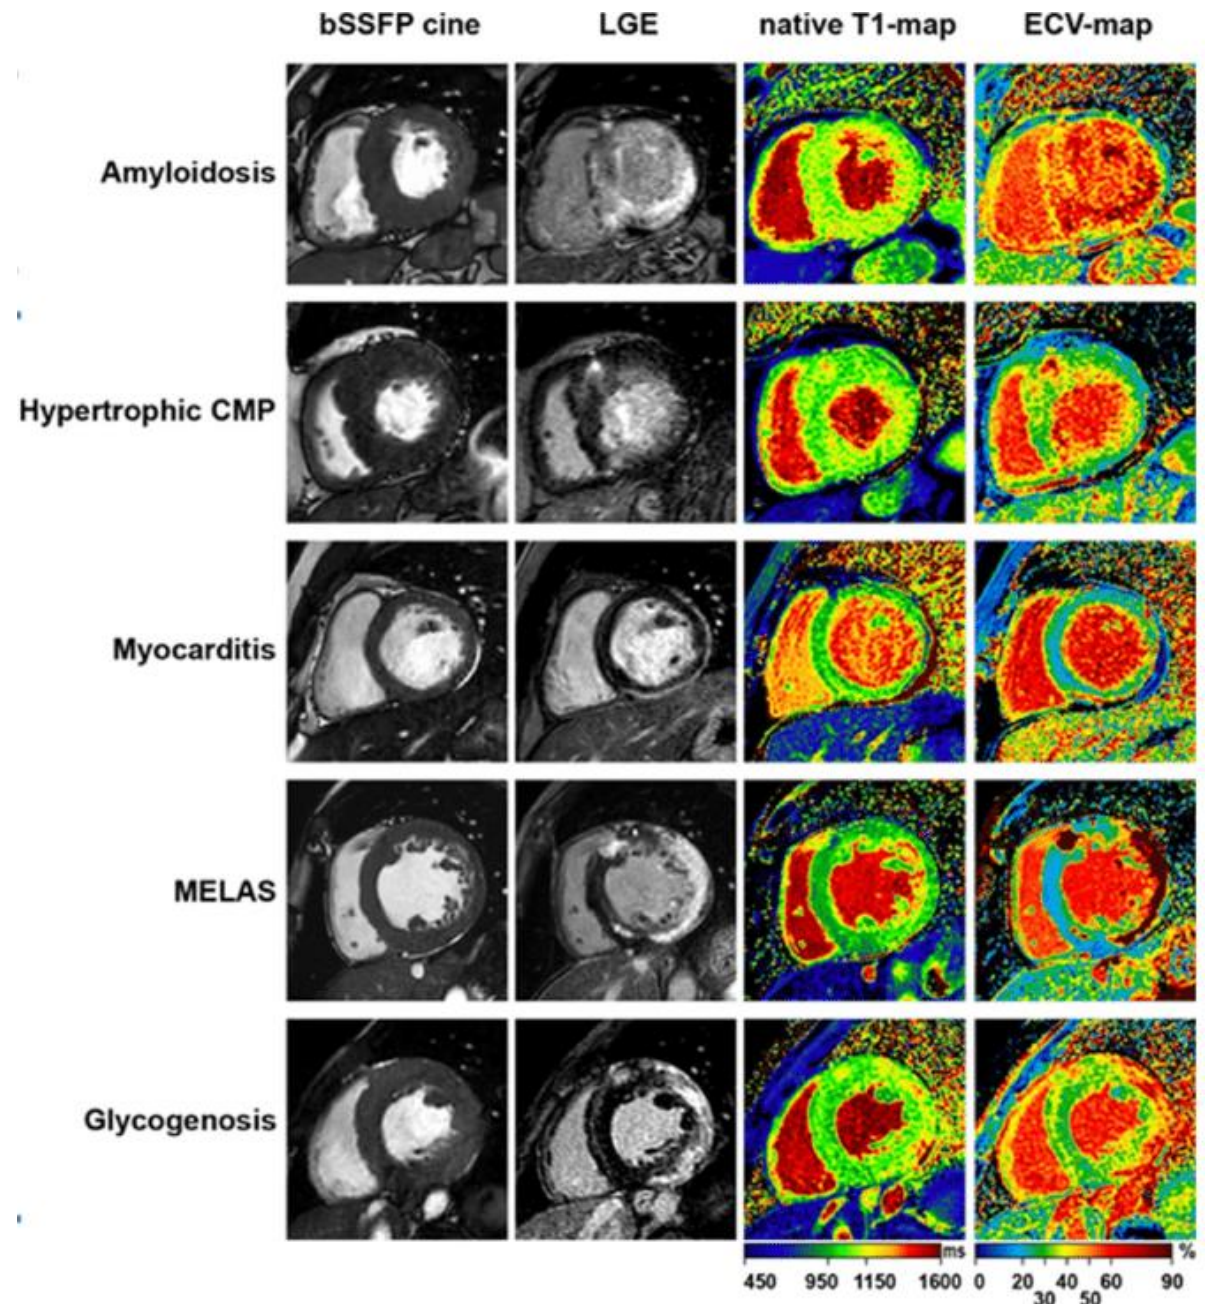 bSSFP cine LGE native T1-map ECV-map
Amyloidosis
Hypertrophic CMP
Myocarditis
MELAS
Glycogenosis
ms %
450 950 1150 1600 0 20 40 60 90
30 50